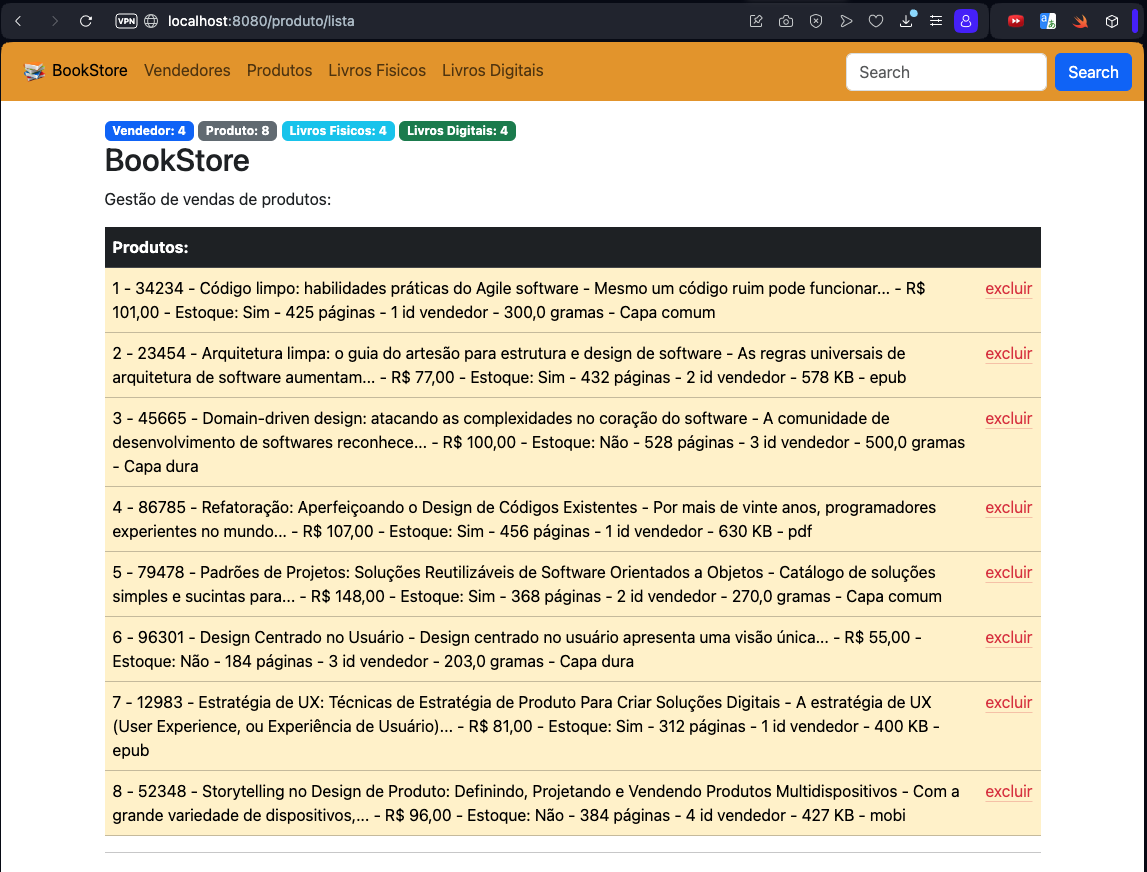 VPN localhost:8080/produto/lista
BookStore Vendedores Produtos Livros Fisicos Livros Digitais Search Search
Vendedor: 4 Produto: 8 Livros Fisicos: 4 Livros Digitais: 4
BookStore
Gestão de vendas de produtos:
Produtos:
1 - 34234 - Código limpo: habilidades práticas do Agile software - Mesmo um código ruim pode funcionar... - R$ excluir
101,00 - Estoque: Sim - 425 páginas - 1 id vendedor - 300,0 gramas - Capa comum
2 - 23454 - Arquitetura limpa: o guia do artesão para estrutura e design de software - As regras universais de excluir
arquitetura de software aumentam... - R$ 77,00 - Estoque: Sim - 432 páginas - 2 id vendedor - 578 KB - epub
3 - 45665 - Domain-driven design: atacando as complexidades no coração do software - A comunidade de excluir
desenvolvimento de softwares reconhece... - R$ 100,00 - Estoque: Não - 528 páginas - 3 id vendedor - 500,0 gramas
- Capa dura
4 - 86785 - Refatoração: Aperfeiçoando o Design de Códigos Existentes - Por mais de vinte anos, programadores excluir
experientes no mundo... - R$ 107,00 - Estoque: Sim - 456 páginas - 1 id vendedor - 630 KB - pdf
5 - 79478 - Padrões de Projetos: Soluções Reutilizáveis de Software Orientados a Objetos - Catálogo de soluções excluir
simples e sucintas para... - R$ 148,00 - Estoque: Sim - 368 páginas - 2 id vendedor - 270,0 gramas - Capa comum
6 - 96301 - Design Centrado no Usuário - Design centrado no usuário apresenta uma visão única... - R$ 55,00 - excluir
Estoque: Não - 184 páginas - 3 id vendedor - 203,0 gramas - Capa dura
7 - 12983 - Estratégia de UX: Técnicas de Estratégia de Produto Para Criar Soluções Digitais - A estratégia de UX excluir
(User Experience, ou Experiência de Usuário)... - R$ 81,00 - Estoque: Sim - 312 páginas - 1 id vendedor - 400 KB -
epub
8 - 52348 - Storytelling no Design de Produto: Definindo, Projetando e Vendendo Produtos Multidispositivos - Com a excluir
grande variedade de dispositivos,... - R$ 96,00 - Estoque: Não - 384 páginas - 4 id vendedor - 427 KB - mobi